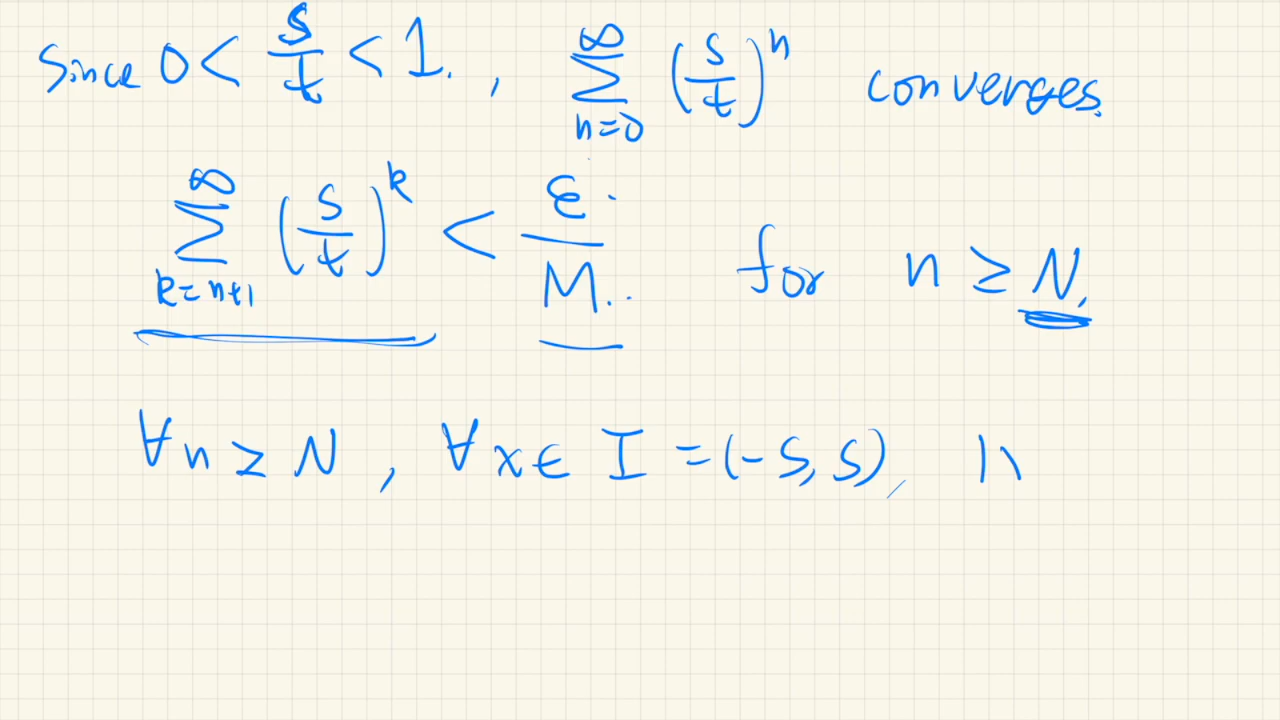 Since 0 < s/t < 1. , ∑_{n=0}^{∞} (s/t)^n converges.
∑_{k=n+1}^{∞} (s/t)^k < ε/M.. for n ≥ N.
∀n ≥ N, ∀x ∈ I = (-s, s),